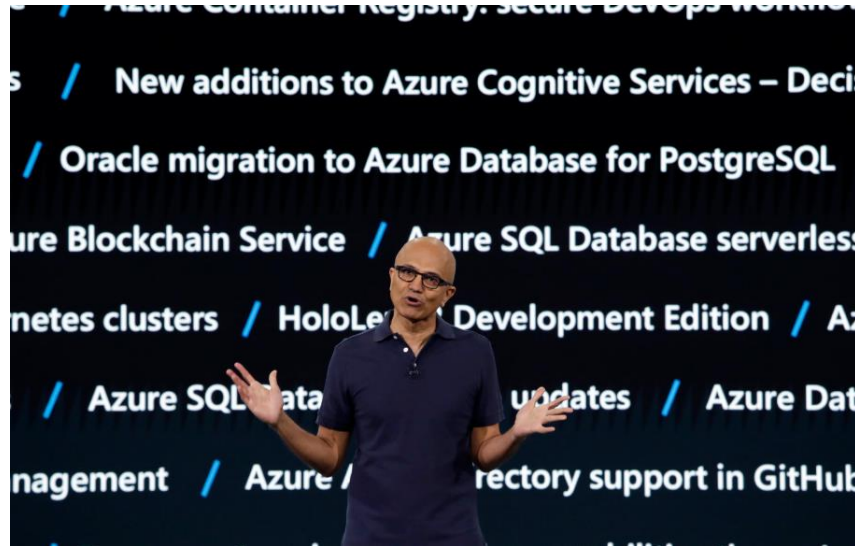 / Azure Container Registry: secure DevOps
s / New additions to Azure Cognitive Services – Deci
/ Oracle migration to Azure Database for PostgreSQL
ure Blockchain Service / Azure SQL Database serverless
netes clusters / HoloLe Development Edition / Az
/ Azure SQL Data updates / Azure Dat
nagement / Azure A rectory support in GitHub